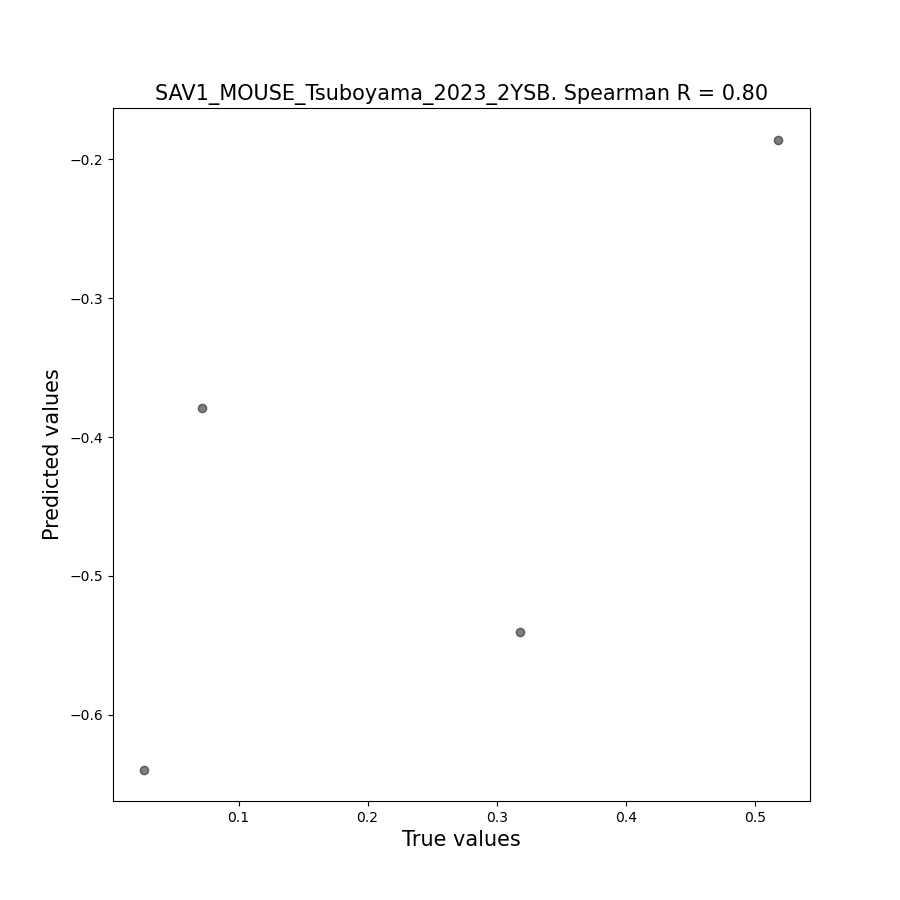 SAV1_MOUSE_Tsuboyama_2023_2YSB. Spearman R = 0.80
−0.2
−0.3
−0.4
−0.5
−0.6
Predicted values
0.1 0.2 0.3 0.4 0.5
True values